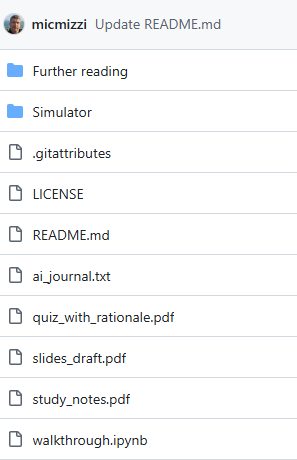 micmizzi Update README.md
Further reading
Simulator
.gitattributes
LICENSE
README.md
ai_journal.txt
quiz_with_rationale.pdf
slides_draft.pdf
study_notes.pdf
walkthrough.ipynb